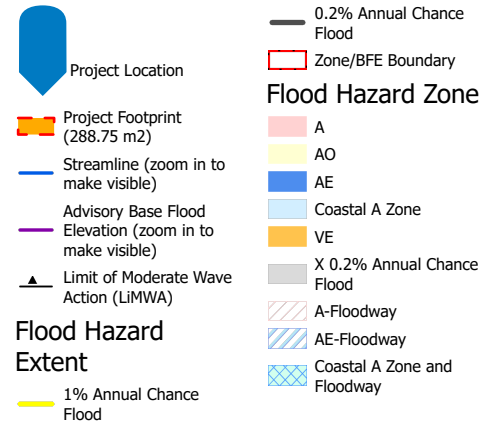 Project Location
Project Footprint
(288.75 m2)
Streamline (zoom in to
make visible)
Advisory Base Flood
Elevation (zoom in to
make visible)
Limit of Moderate Wave
Action (LiMWA)
Flood Hazard
Extent
1% Annual Chance
Flood
0.2% Annual Chance
Flood
Zone/BFE Boundary
Flood Hazard Zone
A
AO
AE
Coastal A Zone
VE
X 0.2% Annual Chance
Flood
A-Floodway
AE-Floodway
Coastal A Zone and
Floodway